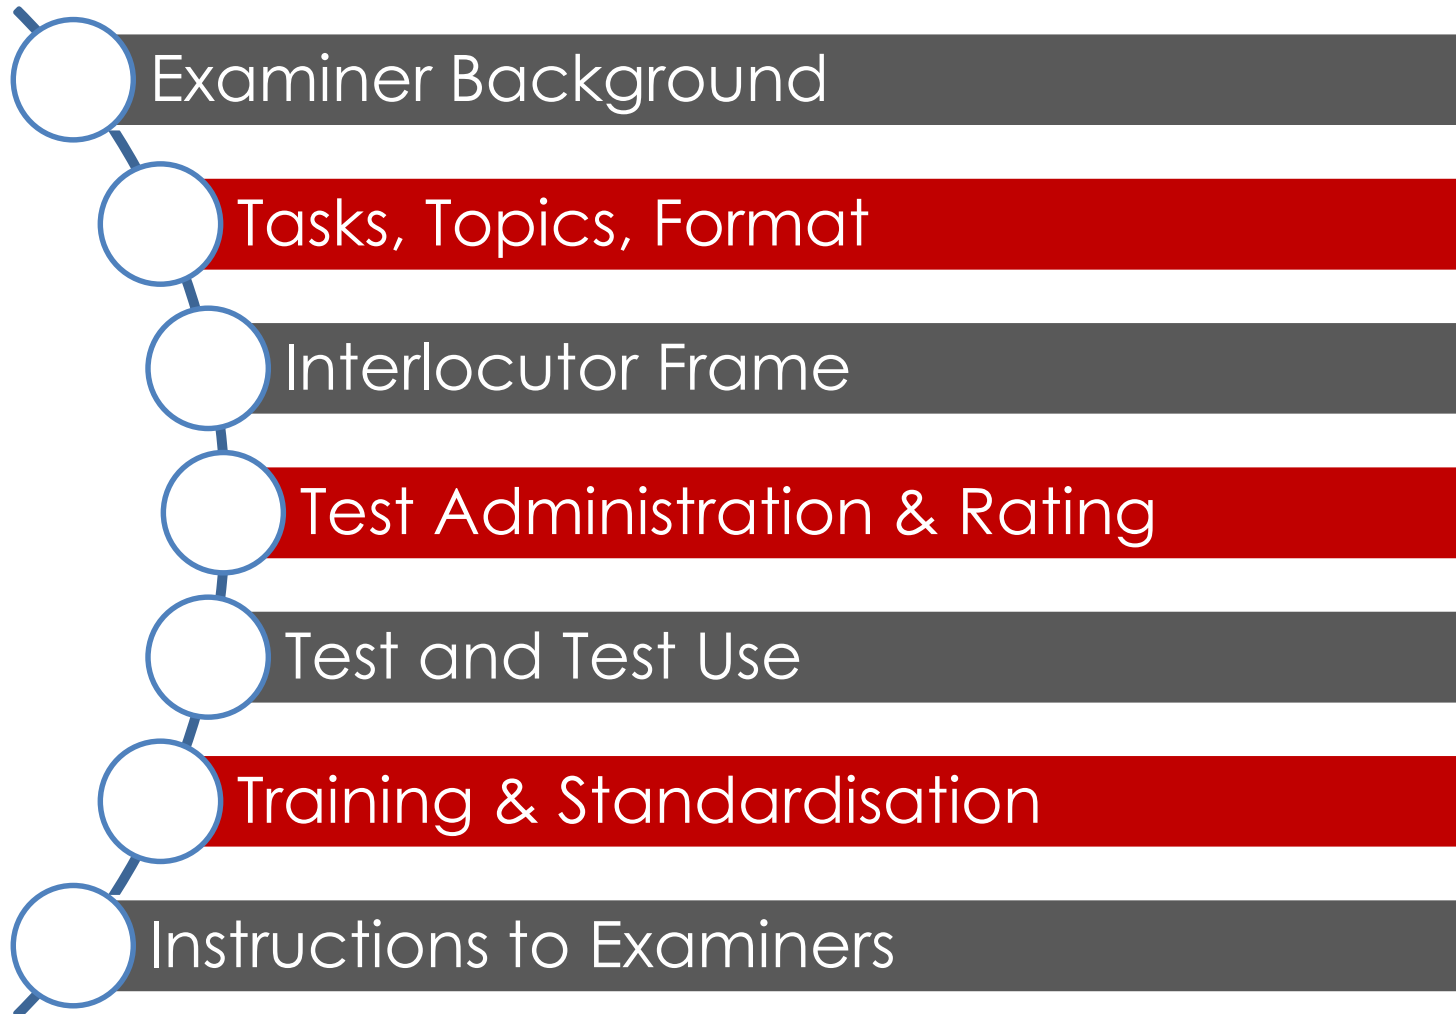 Examiner Background
Tasks, Topics, Format
Interlocutor Frame
Test Administration & Rating
Test and Test Use
Training & Standardisation
Instructions to Examiners